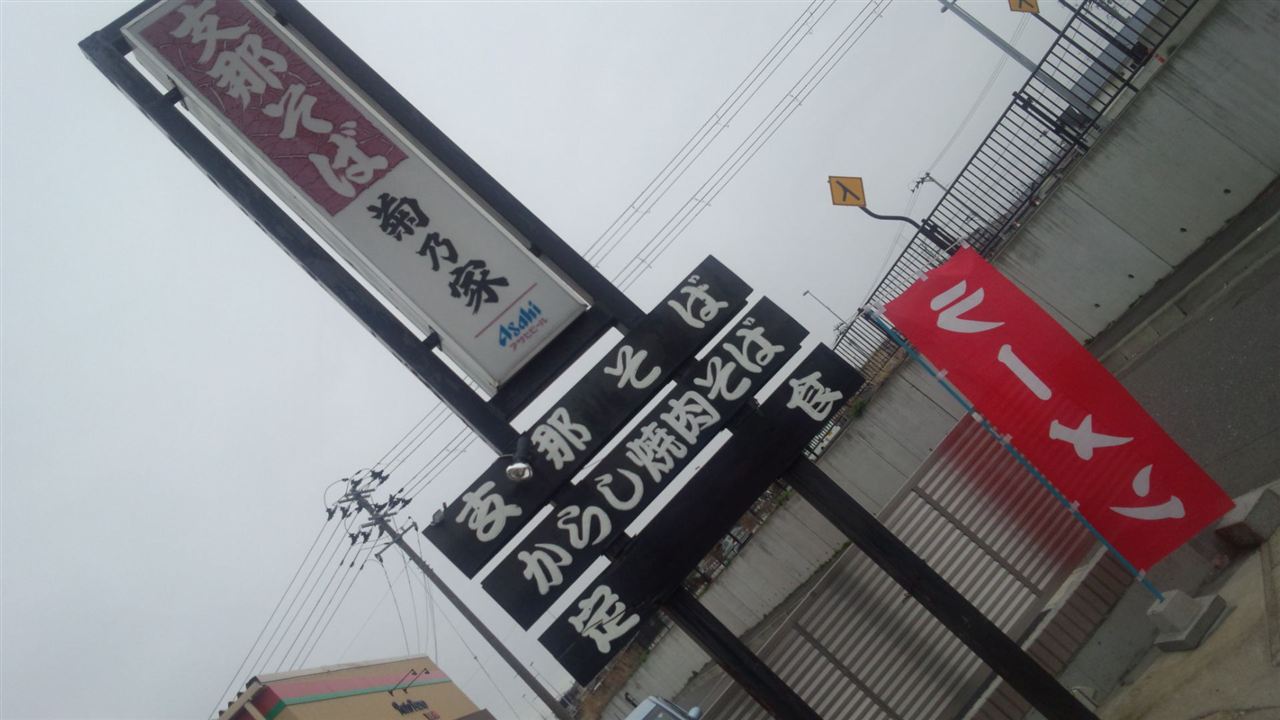 支那そば
菊乃家
Asahi
アサヒビール
支那そば
からし焼肉そば
定食
ラーメン